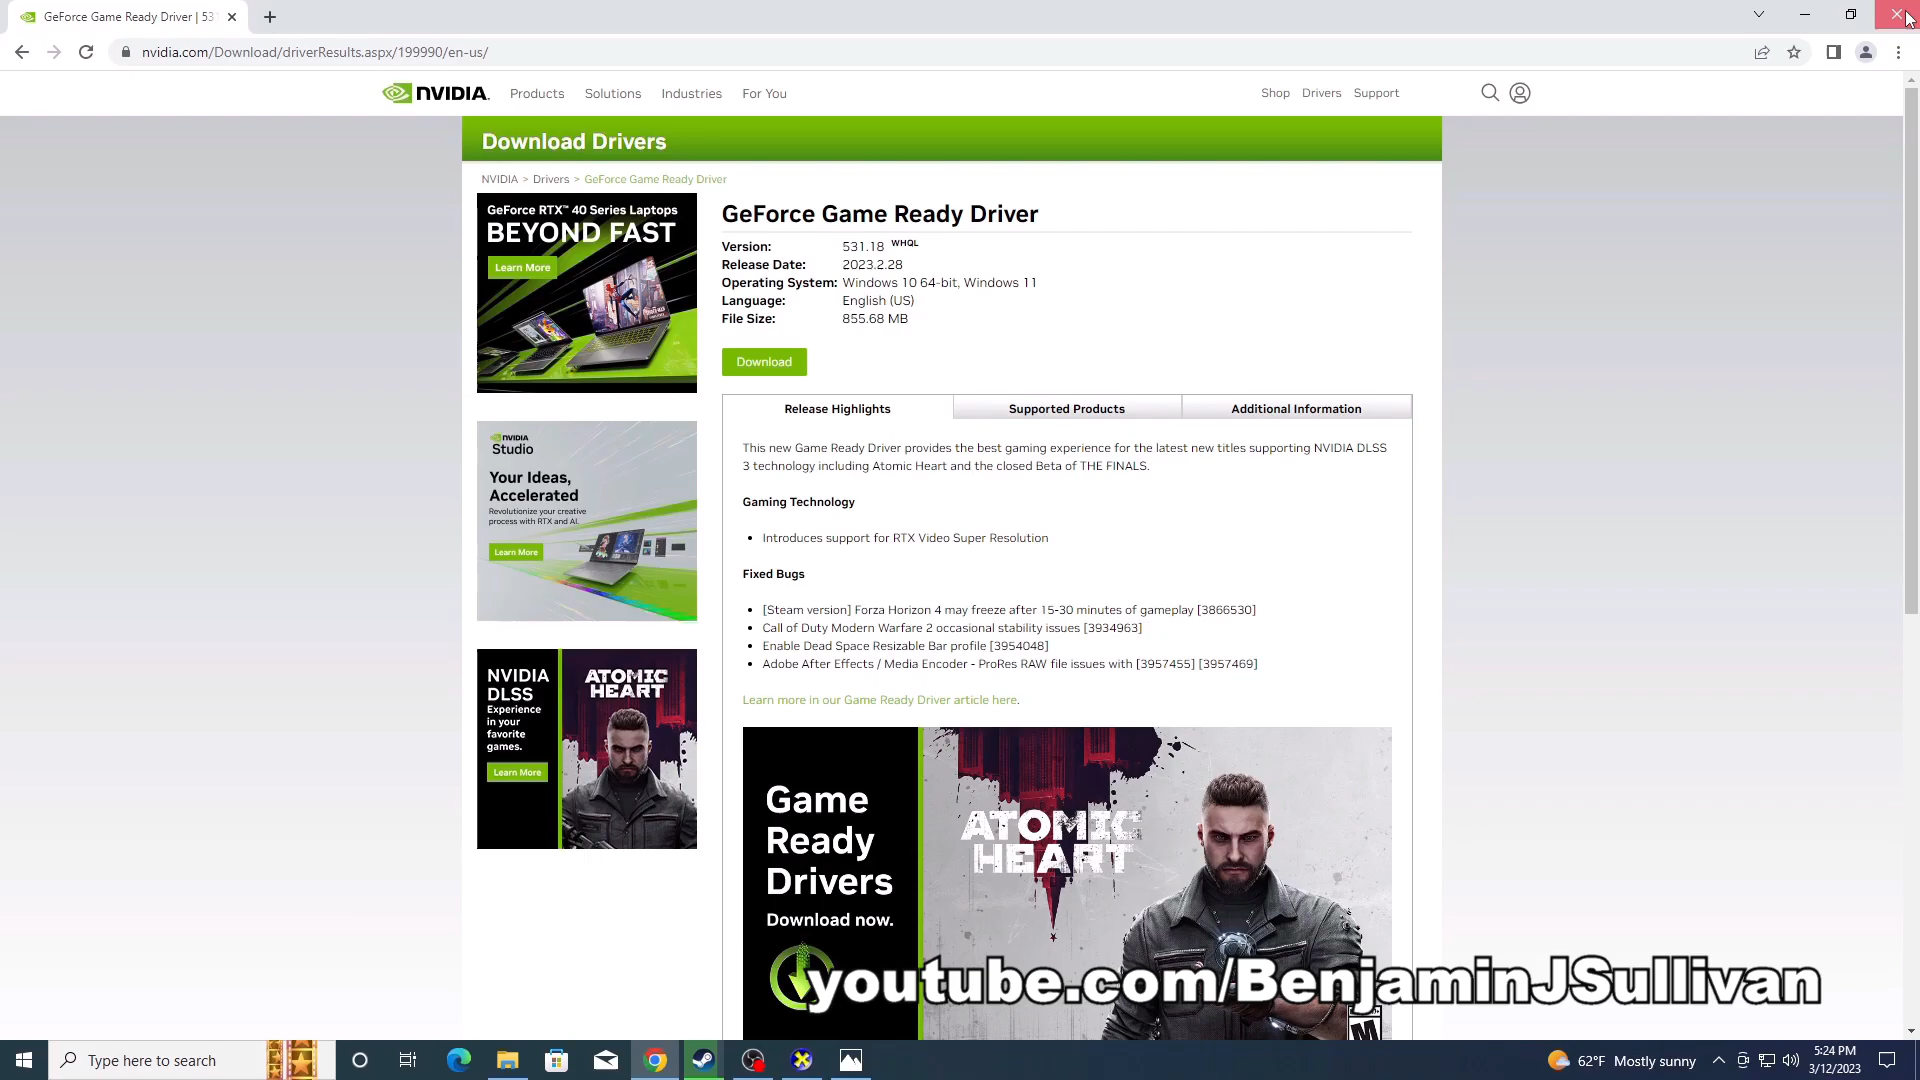 GeForce Game Ready Driver | 531
nvidia.com/Download/driverResults.aspx/199990/en-us/
NVIDIA. Products Solutions Industries For You Shop Drivers Support
Download Drivers
NVIDIA > Drivers > GeForce Game Ready Driver
GeForce RTX™ 40 Series Laptops
BEYOND FAST
Learn More
NVIDIA
Studio
Your Ideas,
Accelerated
Revolutionize your creative
process with RTX and AI.
Learn More
NVIDIA
DLSS
Experience
in your
favorite
games.
Learn More
ATOMIC
HEART
GeForce Game Ready Driver
Version: 531.18 WHQL
Release Date: 2023.2.28
Operating System: Windows 10 64-bit, Windows 11
Language: English (US)
File Size: 855.68 MB
Download
Release Highlights Supported Products Additional Information
This new Game Ready Driver provides the best gaming experience for the latest new titles supporting NVIDIA DLSS
3 technology including Atomic Heart and the closed Beta of THE FINALS.
Gaming Technology
• Introduces support for RTX Video Super Resolution
Fixed Bugs
• [Steam version] Forza Horizon 4 may freeze after 15-30 minutes of gameplay [3866530]
• Call of Duty Modern Warfare 2 occasional stability issues [3934963]
• Enable Dead Space Resizable Bar profile [3954048]
• Adobe After Effects / Media Encoder - ProRes RAW file issues with [3957455] [3957469]
Learn more in our Game Ready Driver article here.
Game
Ready
Drivers
Download now.
ATOMIC
HEART
M
youtube.com/BenjaminJSullivan
Type here to search
62°F Mostly sunny
5:24 PM
3/12/2023